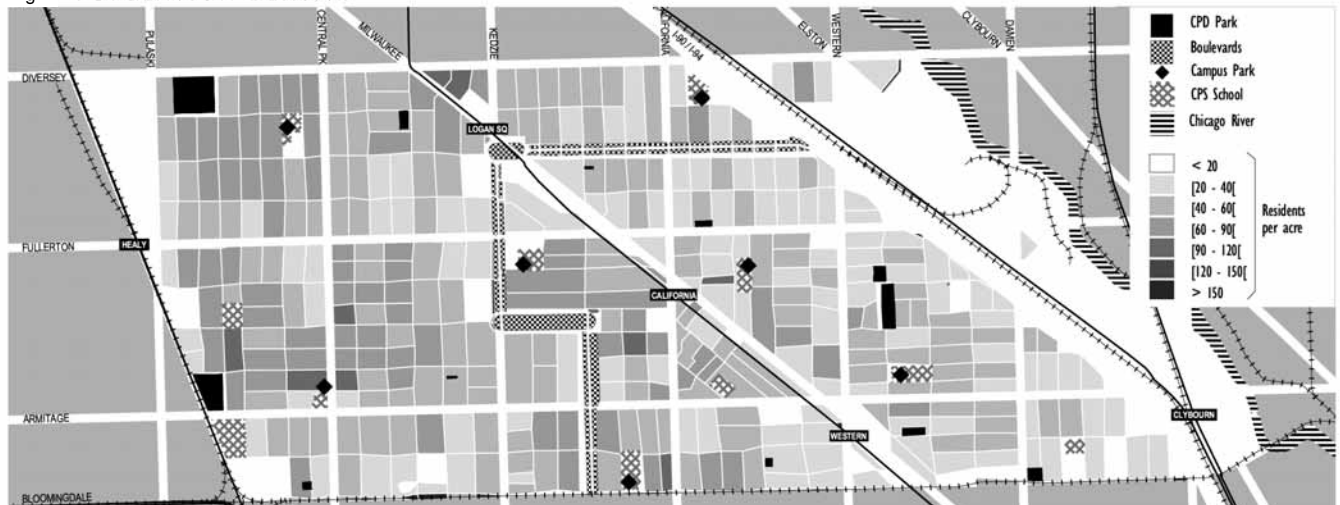 PULASKI
CENTRAL PK
MILWAUKEE
KEDZIE
I-90 / I-94
ELSTON
WESTERN
CLYBOURN
DAMEN
DIVERSEY
LOGAN SQ
FULLERTON
HEALY
CALIFORNIA
ARMITAGE
WESTERN
CLYBOURN
BLOOMINGDALE
CPD Park
Boulevards
Campus Park
CPS School
Chicago River
< 20
[20 - 40[
[40 - 60[
[60 - 90[
[90 - 120[
[120 - 150[
> 150
Residents
per acre